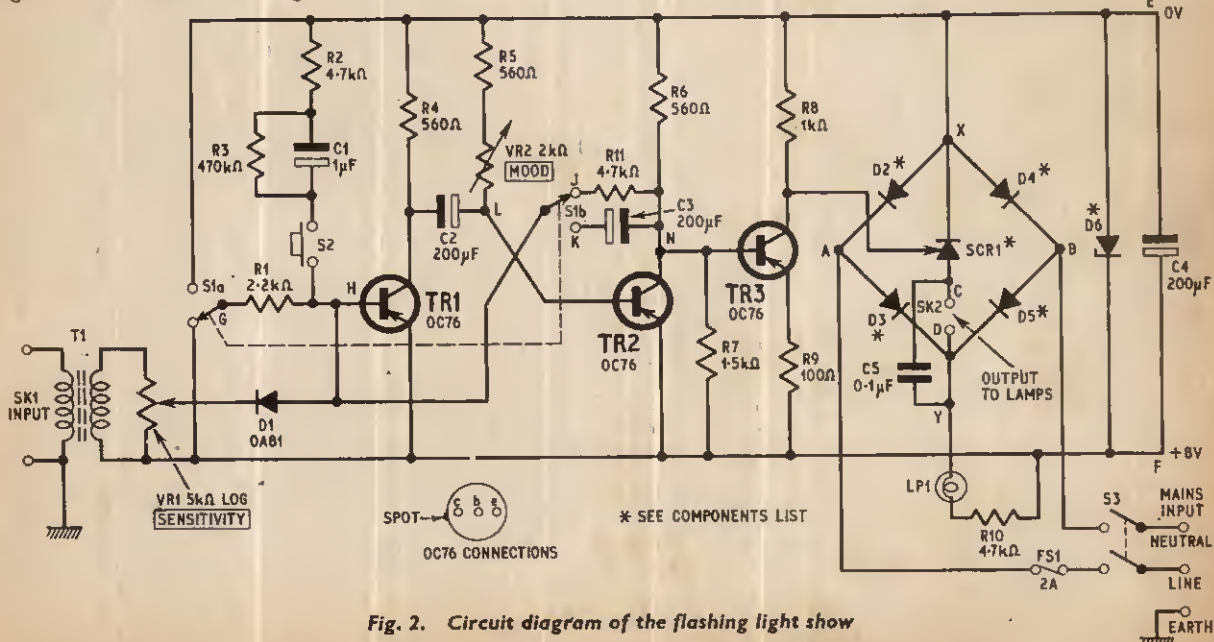 E
0V
R2
4·7kΩ
R5
560Ω
R3
470kΩ
C1
1μF
R4
560Ω
VR2 2kΩ
MOOD
R6
560Ω
R8
1kΩ
R11
4·7kΩ
J
S1b
K
C3
200μF
X
D2*
D4*
*
D6
S2
L
C2
200μF
N
A
SCR1*
B
C4
200μF
S1a
G
R1
2·2kΩ
H
TR1
OC76
TR3
OC76
C
SK2
D
D3
*
D5*
T1
SK1
INPUT
TR2
OC76
R7
1·5kΩ
R9
100Ω
C5
0·1μF
OUTPUT
TO LAMPS
Y
D1
OA81
F
+8V
VR1 5kΩ LOG
SENSITIVITY
SPOT
c b e
OC76 CONNECTIONS
* SEE COMPONENTS LIST
LP1
R10
4·7kΩ
S3
MAINS
INPUT
NEUTRAL
FS1
2A
LINE
EARTH
Fig. 2. Circuit diagram of the flashing light show